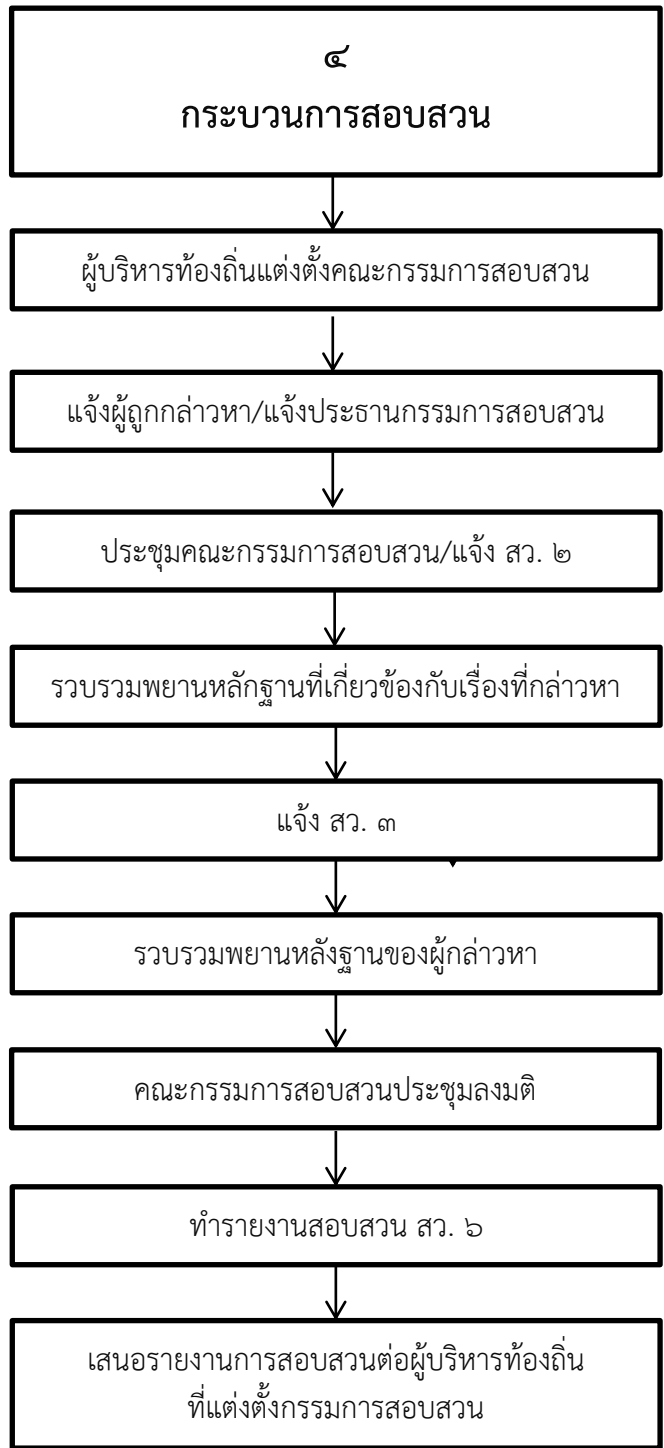 ๔
กระบวนการสอบสวน
ผู้บริหารท้องถิ่นแต่งตั้งคณะกรรมการสอบสวน
แจ้งผู้ถูกกล่าวหา/แจ้งประธานกรรมการสอบสวน
ประชุมคณะกรรมการสอบสวน/แจ้ง สว. ๒
รวบรวมพยานหลักฐานที่เกี่ยวข้องกับเรื่องที่กล่าวหา
แจ้ง สว. ๓
รวบรวมพยานหลังฐานของผู้กล่าวหา
คณะกรรมการสอบสวนประชุมลงมติ
ทำรายงานสอบสวน สว. ๖
เสนอรายงานการสอบสวนต่อผู้บริหารท้องถิ่น
ที่แต่งตั้งกรรมการสอบสวน